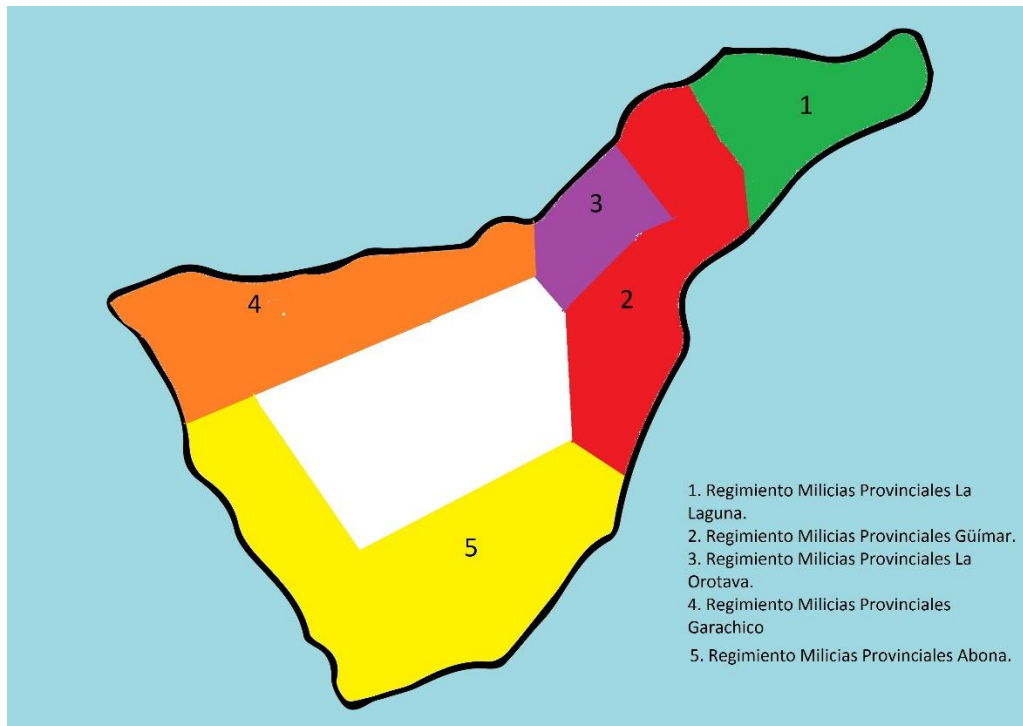 1
3
4
2
5
1. Regimiento Milicias Provinciales La
Laguna.
2. Regimiento Milicias Provinciales Güímar.
3. Regimiento Milicias Provinciales La
Orotava.
4. Regimiento Milicias Provinciales
Garachico
5. Regimiento Milicias Provinciales Abona.